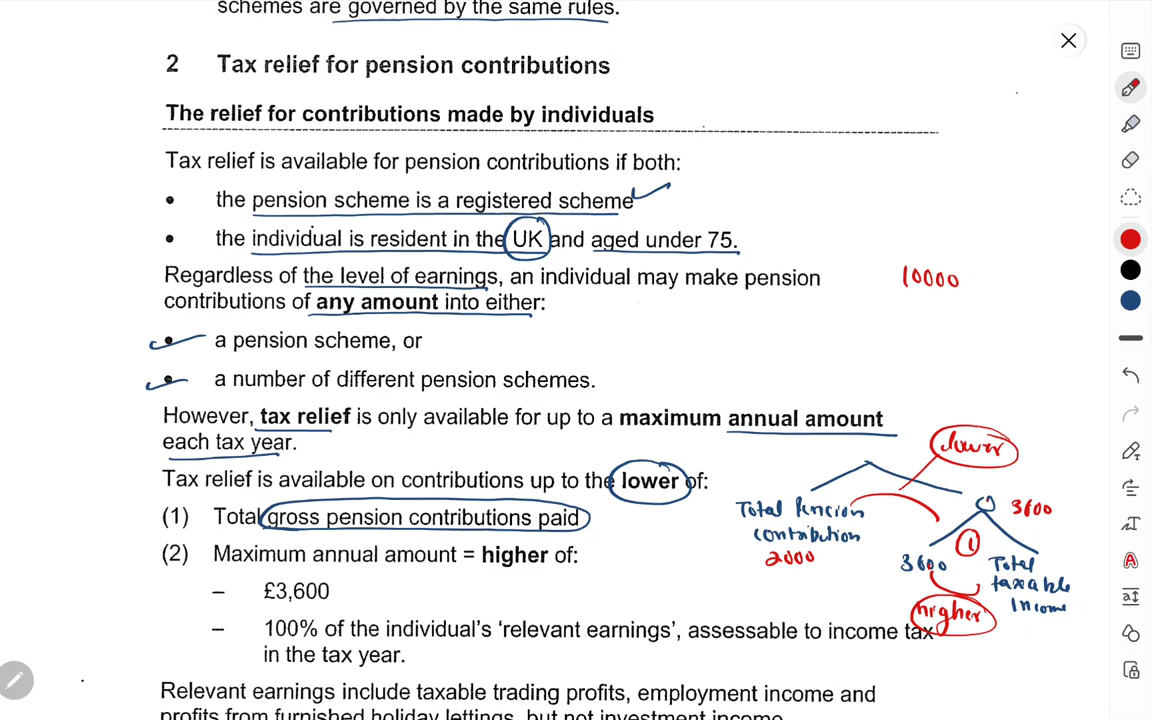 schemes are governed by the same rules.
2 Tax relief for pension contributions
The relief for contributions made by individuals
Tax relief is available for pension contributions if both:
• the pension scheme is a registered scheme
• the individual is resident in the UK and aged under 75.
Regardless of the level of earnings, an individual may make pension
10000
contributions of any amount into either:
• a pension scheme, or
• a number of different pension schemes.
However, tax relief is only available for up to a maximum annual amount
each tax year.
lower
Tax relief is available on contributions up to the lower of:
(1) Total gross pension contributions paid
Total Pencion
contribution
2000
3600
(2) Maximum annual amount = higher of:
1
3600
Total
taxable
Income
– £3,600
higher
– 100% of the individual's 'relevant earnings', assessable to income tax
in the tax year.
Relevant earnings include taxable trading profits, employment income and
profits from furnished holiday lettings, but not investment income.